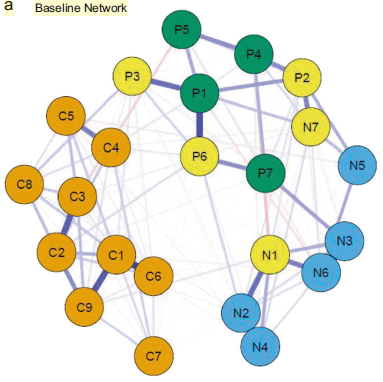 a Baseline Network
P5
P4
P3
P2
P1
C5
N7
C4
P6
N5
P7
C8
C3
N3
C2
C1
N1
N6
C6
C9
N2
N4
C7